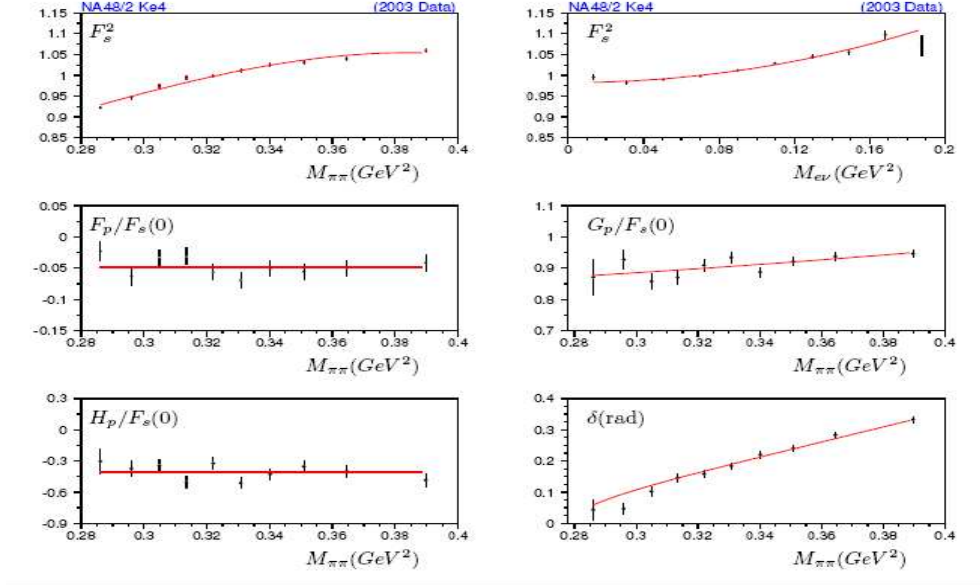 NA48/2 Ke4 (2003 Data)
1.15
1.1
1.05
1
0.95
0.9
0.85
F_s^2
0.28 0.3 0.32 0.34 0.36 0.38 0.4
M_ππ(GeV^2)
NA48/2 Ke4 (2003 Data)
1.15
1.1
1.05
1
0.95
0.9
0.85
F_s^2
0 0.04 0.08 0.12 0.16 0.2
M_eν(GeV^2)
0.05
0
-0.05
-0.1
-0.15
F_p/F_s(0)
0.28 0.3 0.32 0.34 0.36 0.38 0.4
M_ππ(GeV^2)
1.1
1
0.9
0.8
0.7
G_p/F_s(0)
0.28 0.3 0.32 0.34 0.36 0.38 0.4
M_ππ(GeV^2)
0.3
0
-0.3
-0.6
-0.9
H_p/F_s(0)
0.28 0.3 0.32 0.34 0.36 0.38 0.4
M_ππ(GeV^2)
0.4
0.3
0.2
0.1
0
δ(rad)
0.28 0.3 0.32 0.34 0.36 0.38 0.4
M_ππ(GeV^2)